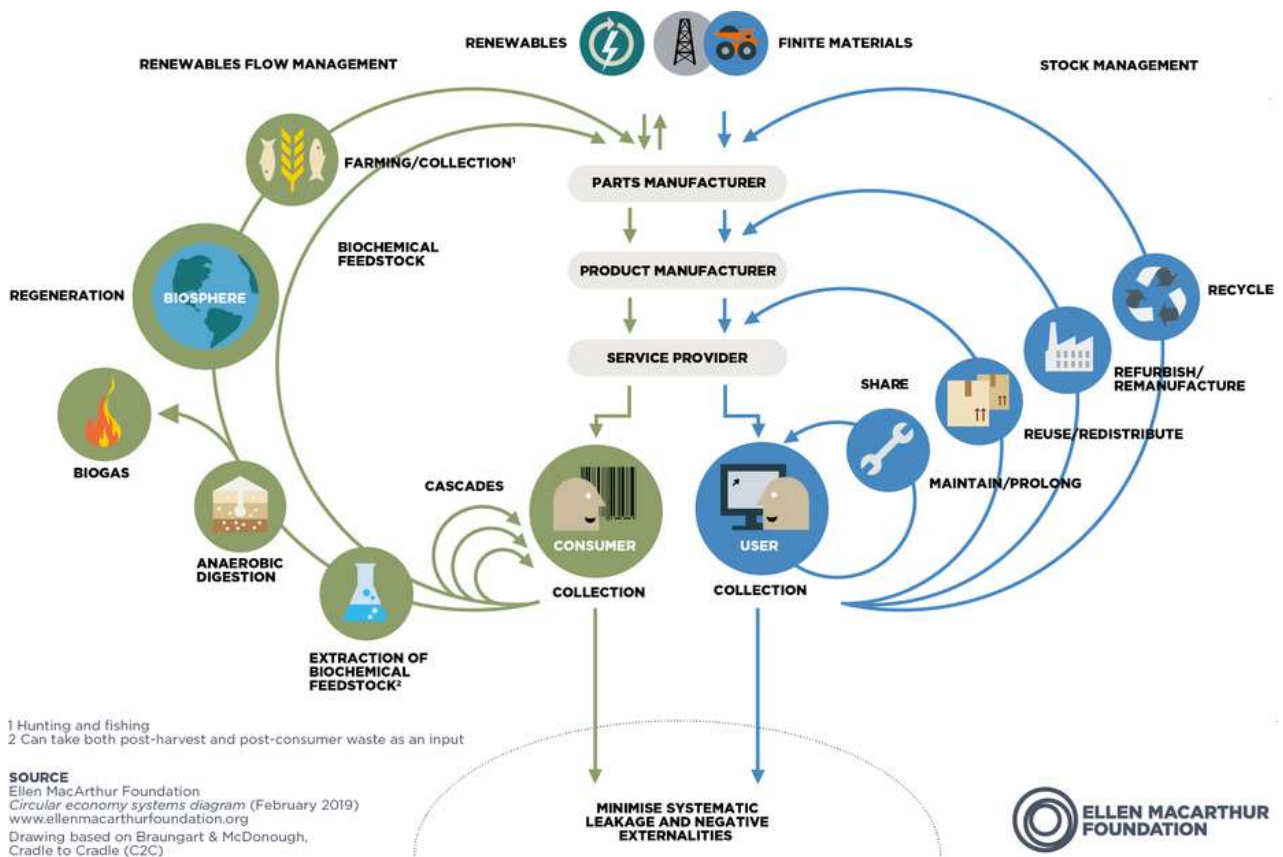 RENEWABLES
FINITE MATERIALS
RENEWABLES FLOW MANAGEMENT
STOCK MANAGEMENT
FARMING/COLLECTION¹
PARTS MANUFACTURER
BIOCHEMICAL
FEEDSTOCK
PRODUCT MANUFACTURER
REGENERATION
BIOSPHERE
RECYCLE
SERVICE PROVIDER
SHARE
REFURBISH/
REMANUFACTURE
REUSE/REDISTRIBUTE
BIOGAS
CASCADES
MAINTAIN/PROLONG
CONSUMER
USER
ANAEROBIC
DIGESTION
COLLECTION
COLLECTION
EXTRACTION OF
BIOCHEMICAL
FEEDSTOCK²
1 Hunting and fishing
2 Can take both post-harvest and post-consumer waste as an input
SOURCE
Ellen MacArthur Foundation
Circular economy systems diagram (February 2019)
www.ellenmacarthurfoundation.org
Drawing based on Braungart & McDonough,
Cradle to Cradle (C2C)
MINIMISE SYSTEMATIC
LEAKAGE AND NEGATIVE
EXTERNALITIES
ELLEN MACARTHUR
FOUNDATION